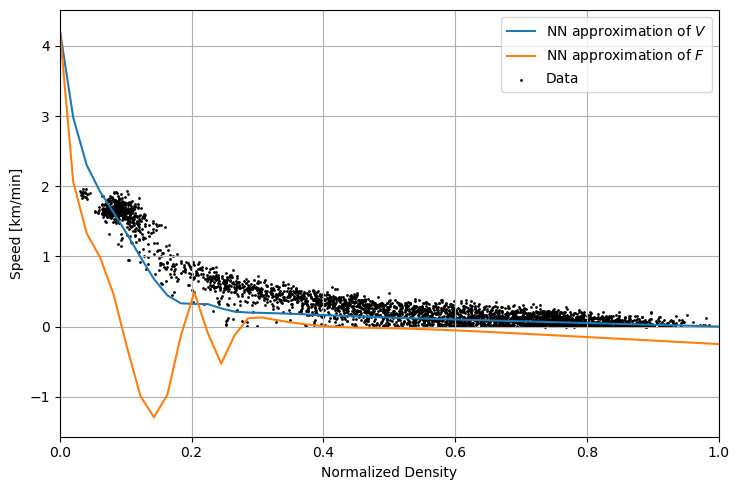 NN approximation of V
NN approximation of F
Data
Speed [km/min]
4
3
2
1
0
−1
0.0
0.2
0.4
0.6
0.8
1.0
Normalized Density